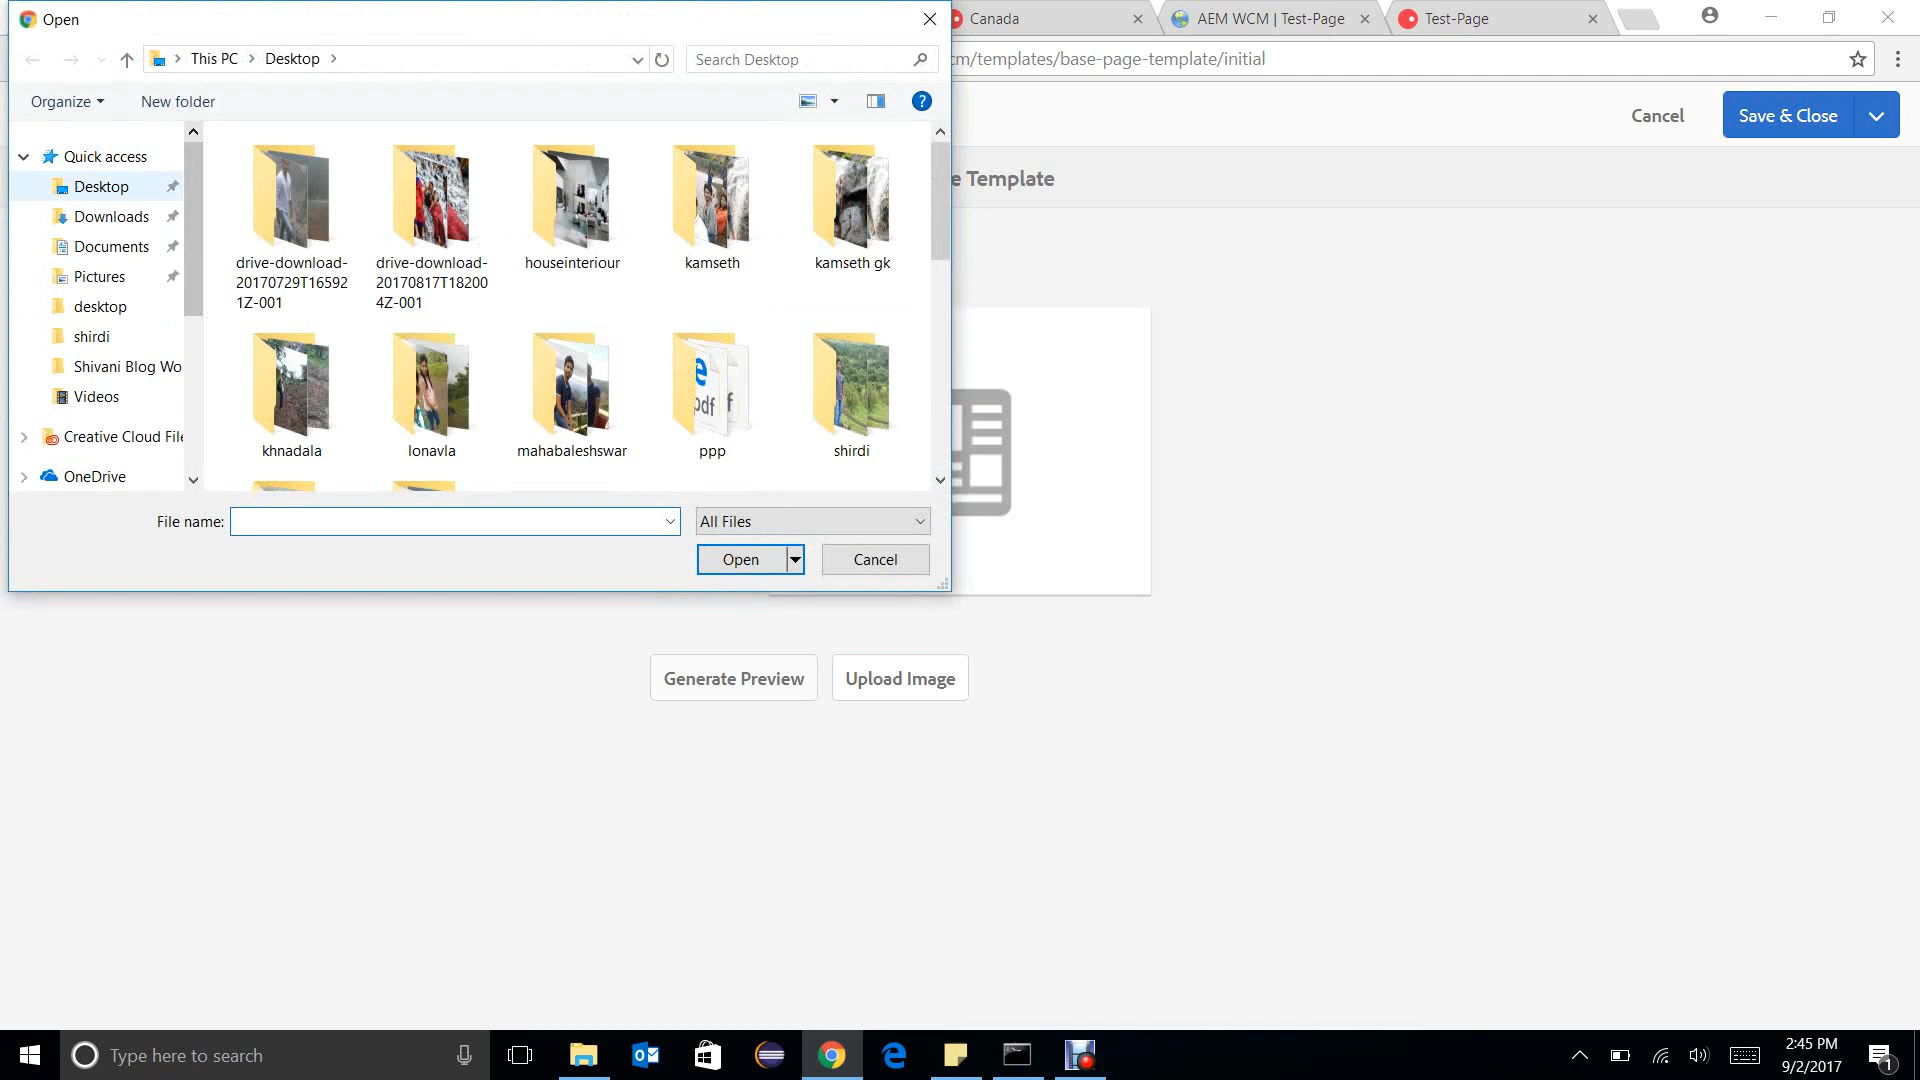 Open
Canada
AEM WCM | Test-Page
Test-Page
This PC
Desktop
Search Desktop
cm/templates/base-page-template/initial
Organize
New folder
?
Cancel
Save & Close
e Template
Quick access
Desktop
Downloads
Documents
Pictures
desktop
shirdi
Shivani Blog Wo
Videos
Creative Cloud File
OneDrive
drive-download-
20170729T16592
1Z-001
drive-download-
20170817T18200
4Z-001
houseinteriour
kamseth
kamseth gk
khnadala
lonavla
mahabaleshswar
pdf
f
ppp
shirdi
File name:
All Files
Open
Cancel
Generate Preview
Upload Image
Type here to search
2:45 PM
9/2/2017
1